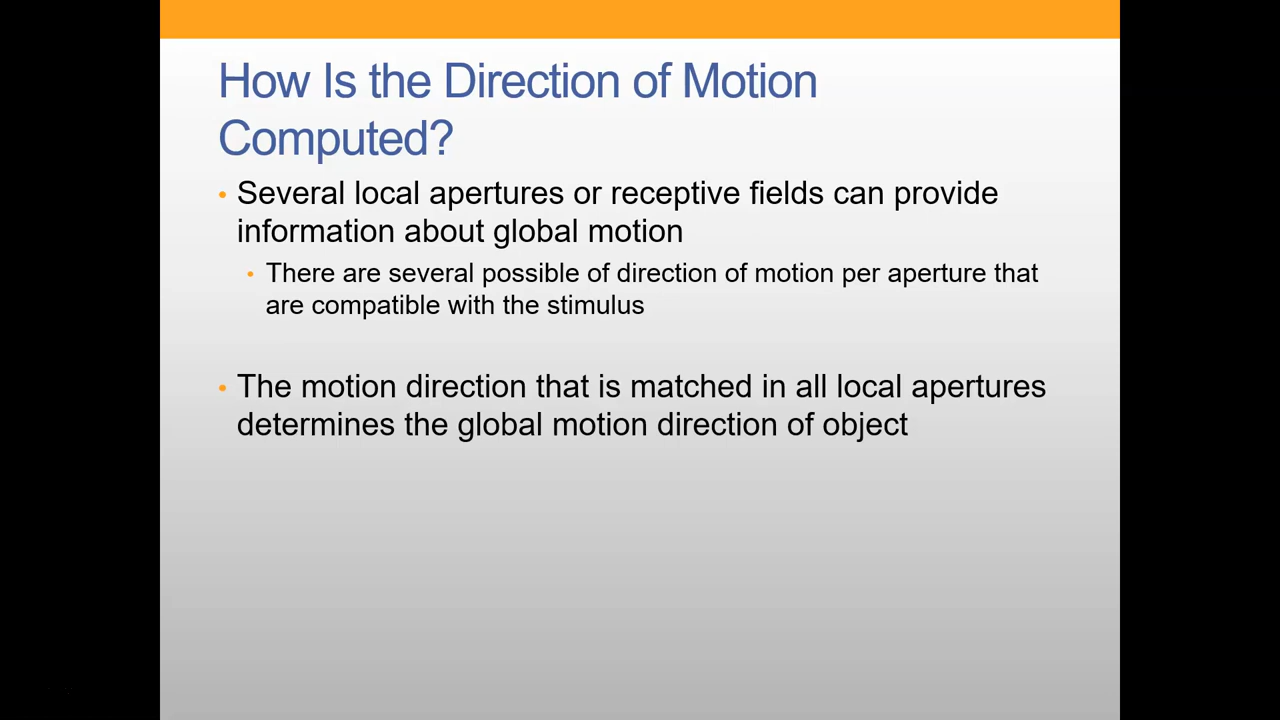 How Is the Direction of Motion
Computed?
• Several local apertures or receptive fields can provide
information about global motion
• There are several possible of direction of motion per aperture that
are compatible with the stimulus
• The motion direction that is matched in all local apertures
determines the global motion direction of object